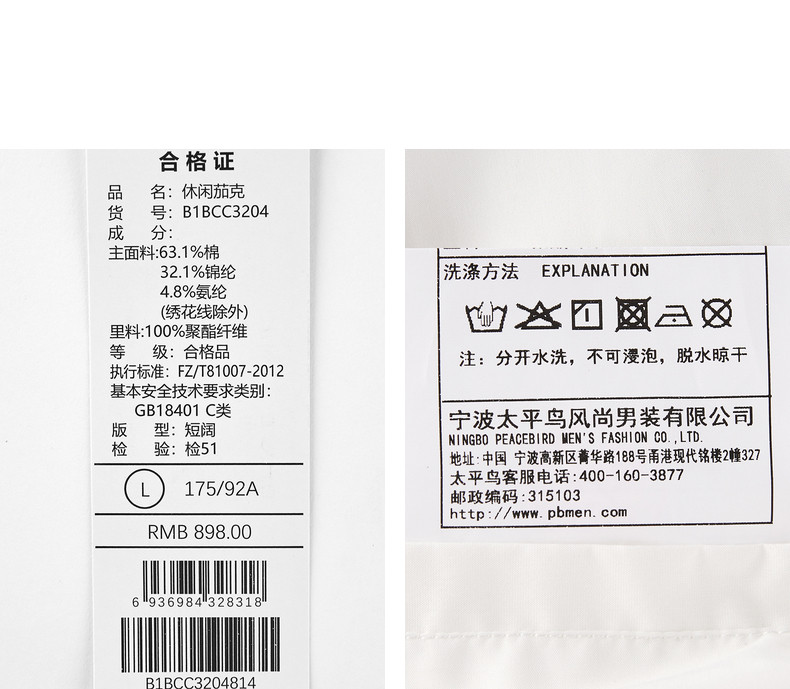 合格证
品 名：休闲茄克
货 号：B1BCC3204
成 分：
主面料:63.1%棉
32.1%锦纶
4.8%氨纶
(绣花线除外)
里料:100%聚酯纤维
等 级：合格品
执行标准：FZ/T81007-2012
基本安全技术要求类别：
GB18401 C类
版 型：短阔
检 验：检51
L 175/92A
RMB 898.00
6 936984 328318
B1BCC3204814
洗涤方法 EXPLANATION
注：分开水洗，不可浸泡，脱水晾干
宁波太平鸟风尚男装有限公司
NINGBO PEACEBIRD MEN'S FASHION CO.,LTD.
地址:中国 宁波高新区菁华路188号甬港现代铭楼2幢327
太平鸟客服电话:400-160-3877
邮政编码:315103
http://www.pbmen.com